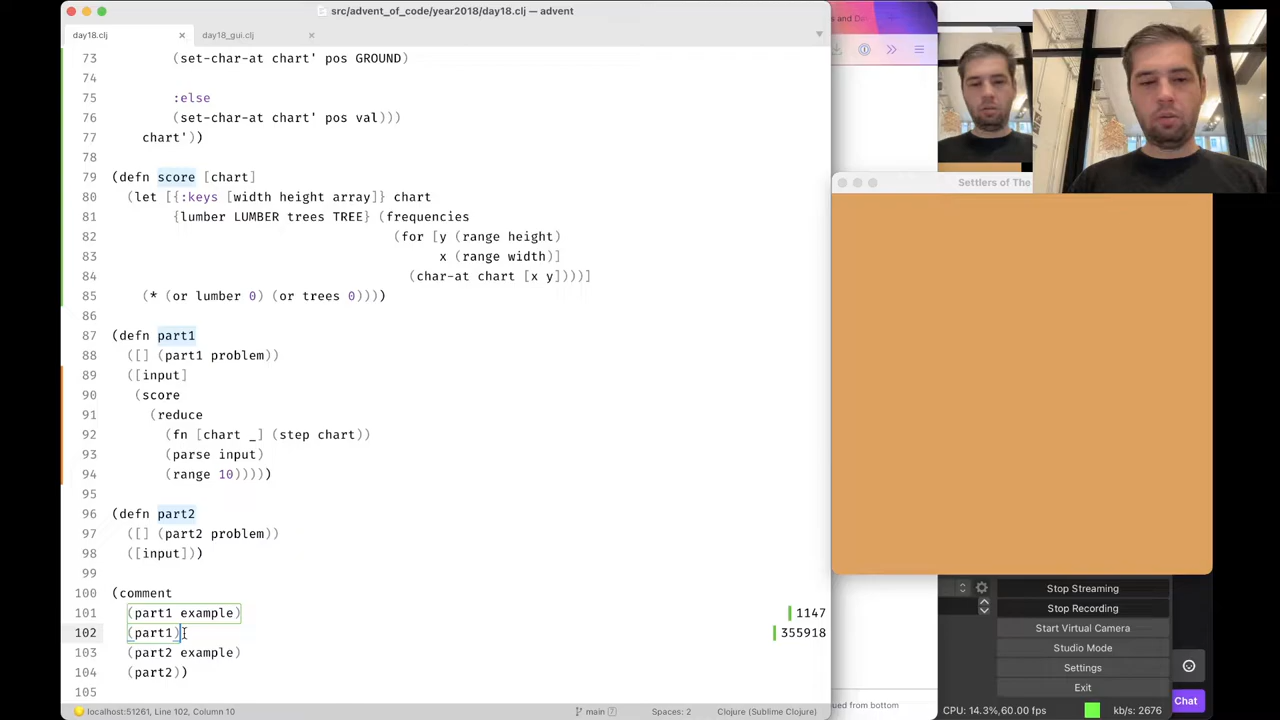 src/advent_of_code/year2018/day18.clj — advent
day18.clj
day18_gui.clj
73 (set-char-at chart' pos GROUND)
74
75 :else
76 (set-char-at chart' pos val)))
77 chart'))
78
79 (defn score [chart]
80 (let [{:keys [width height array]} chart
81 {lumber LUMBER trees TREE} (frequencies
82 (for [y (range height)
83 x (range width)]
84 (char-at chart [x y])))]
85 (* (or lumber 0) (or trees 0))))
86
87 (defn part1
88 ([] (part1 problem))
89 ([input]
90 (score
91 (reduce
92 (fn [chart _] (step chart))
93 (parse input)
94 (range 10)))))
95
96 (defn part2
97 ([] (part2 problem))
98 ([input]))
99
100 (comment
101 (part1 example) 1147
102 (part1) 355918
103 (part2 example)
104 (part2))
105
localhost:51261, Line 102, Column 10
main 7
Spaces: 2
Clojure (Sublime Clojure)
s and Da
Settlers of The
Stop Streaming
Stop Recording
Start Virtual Camera
Studio Mode
Settings
Exit
Chat
ued from bottom
CPU: 14.3%,60.00 fps
kb/s: 2676